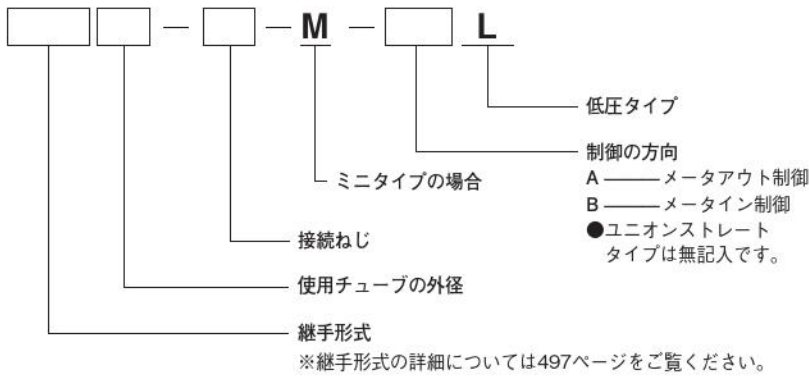 — — M — L
低圧タイプ
制御の方向
A ——— メータアウト制御
B ——— メータイン制御
●ユニオンストレート
タイプは無記入です。
ミニタイプの場合
接続ねじ
使用チューブの外径
継手形式
※継手形式の詳細については497ページをご覧ください。